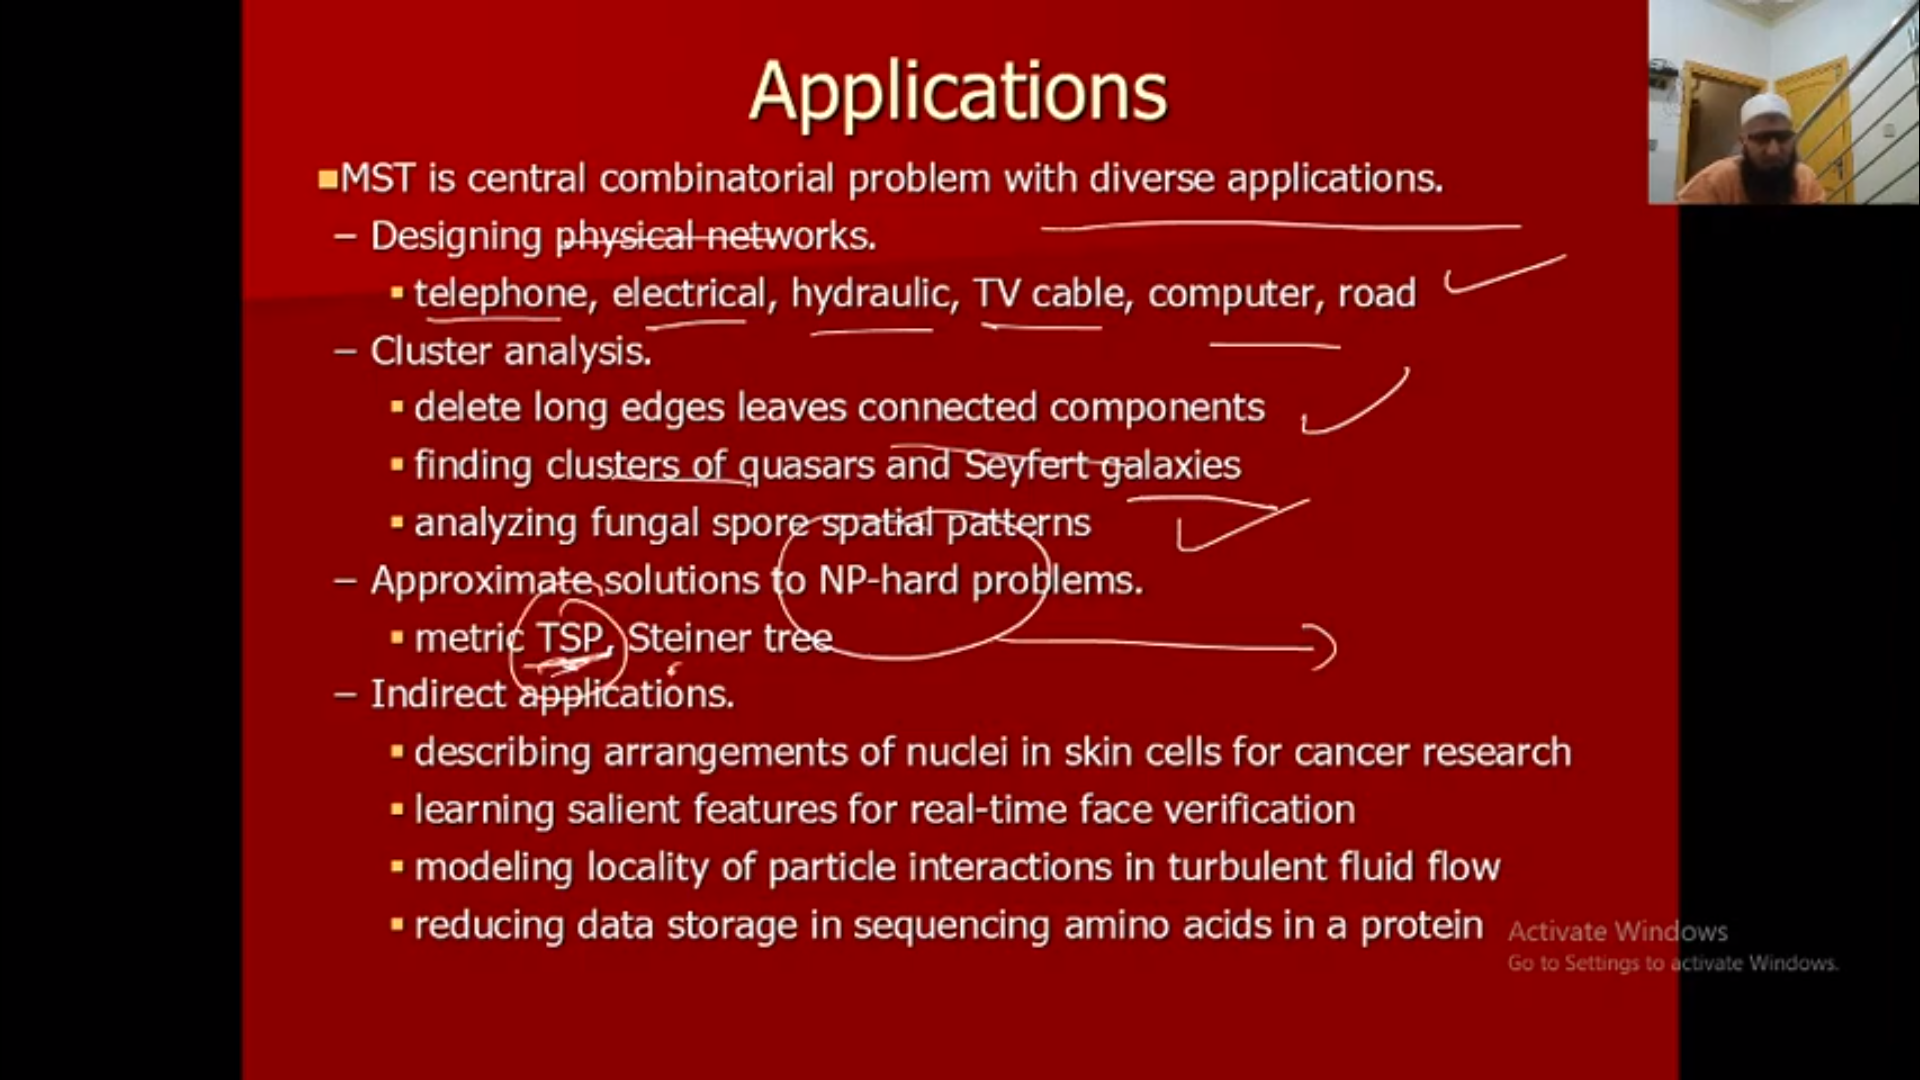 Applications
MST is central combinatorial problem with diverse applications.
– Designing physical networks.
telephone, electrical, hydraulic, TV cable, computer, road
– Cluster analysis.
delete long edges leaves connected components
finding clusters of quasars and Seyfert galaxies
analyzing fungal spore spatial patterns
– Approximate solutions to NP-hard problems.
metric TSP, Steiner tree
– Indirect applications.
describing arrangements of nuclei in skin cells for cancer research
learning salient features for real-time face verification
modeling locality of particle interactions in turbulent fluid flow
reducing data storage in sequencing amino acids in a protein
Activate Windows
Go to Settings to activate Windows.